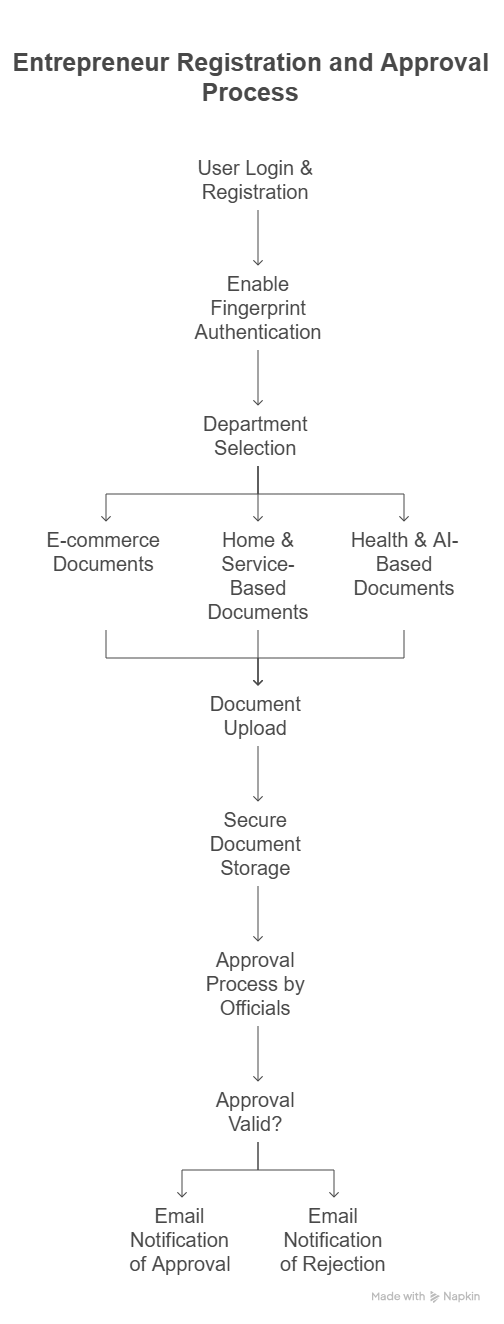 Entrepreneur Registration and Approval
Process
User Login &
Registration
Enable
Fingerprint
Authentication
Department
Selection
E-commerce
Documents
Home &
Service-
Based
Documents
Health & AI-
Based
Documents
Document
Upload
Secure
Document
Storage
Approval
Process by
Officials
Approval
Valid?
Email
Notification
of Approval
Email
Notification
of Rejection
Made with Napkin